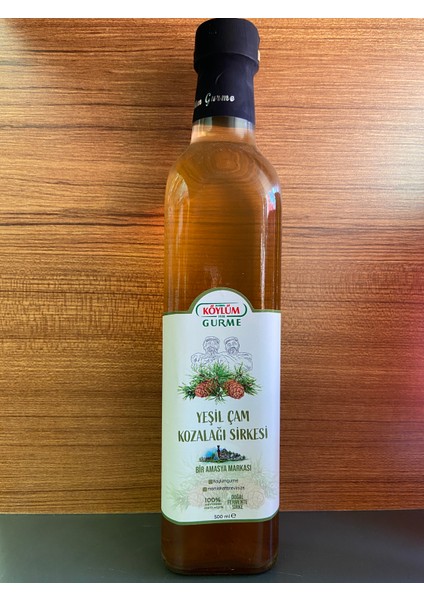 Gurme
KÖYLÜM
GURME
YEŞİL ÇAM
KOZALAĞI SİRKESİ
BİR AMASYA MARKASI
100%
DOĞAL
FERMENTE
SİRKE
500 ml e